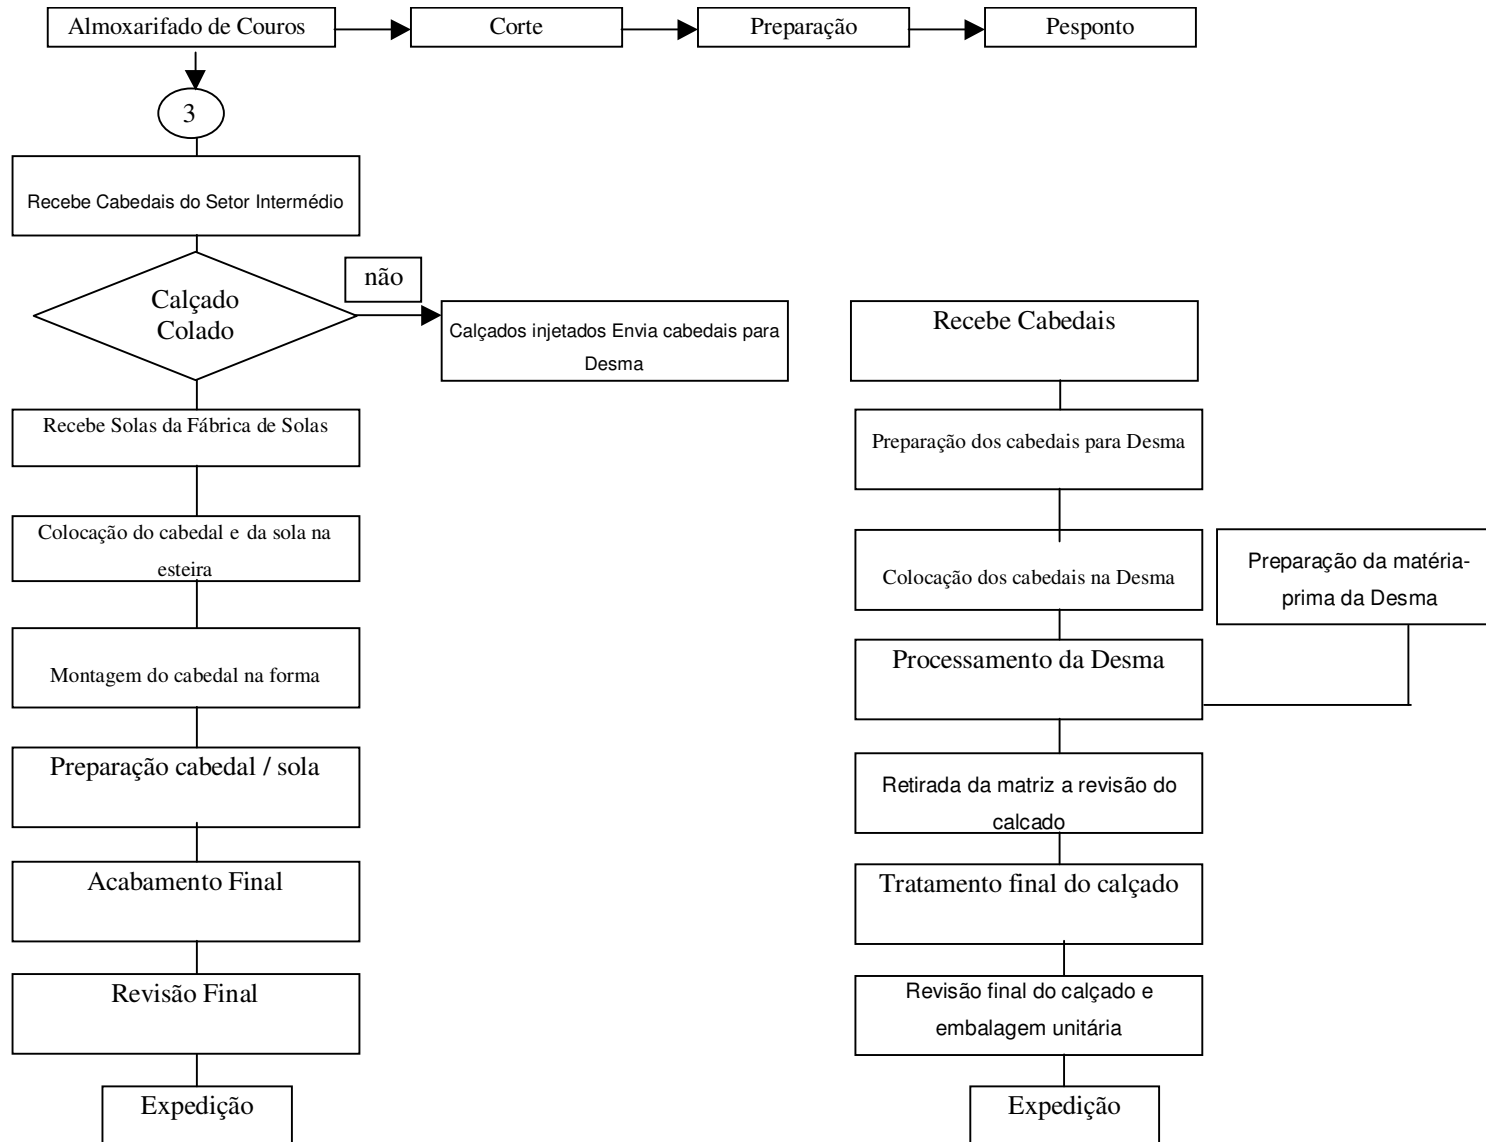 Almoxarifado de Couros
Corte
Preparação
Pesponto
3
Recebe Cabedais do Setor Intermédio
Calçado
Colado
não
Calçados injetados Envia cabedais para
Desma
Recebe Solas da Fábrica de Solas
Colocação do cabedal e da sola na
esteira
Montagem do cabedal na forma
Preparação cabedal / sola
Acabamento Final
Revisão Final
Expedição
Recebe Cabedais
Preparação dos cabedais para Desma
Colocação dos cabedais na Desma
Preparação da matéria-
prima da Desma
Processamento da Desma
Retirada da matriz a revisão do
calcado
Tratamento final do calçado
Revisão final do calçado e
embalagem unitária
Expedição